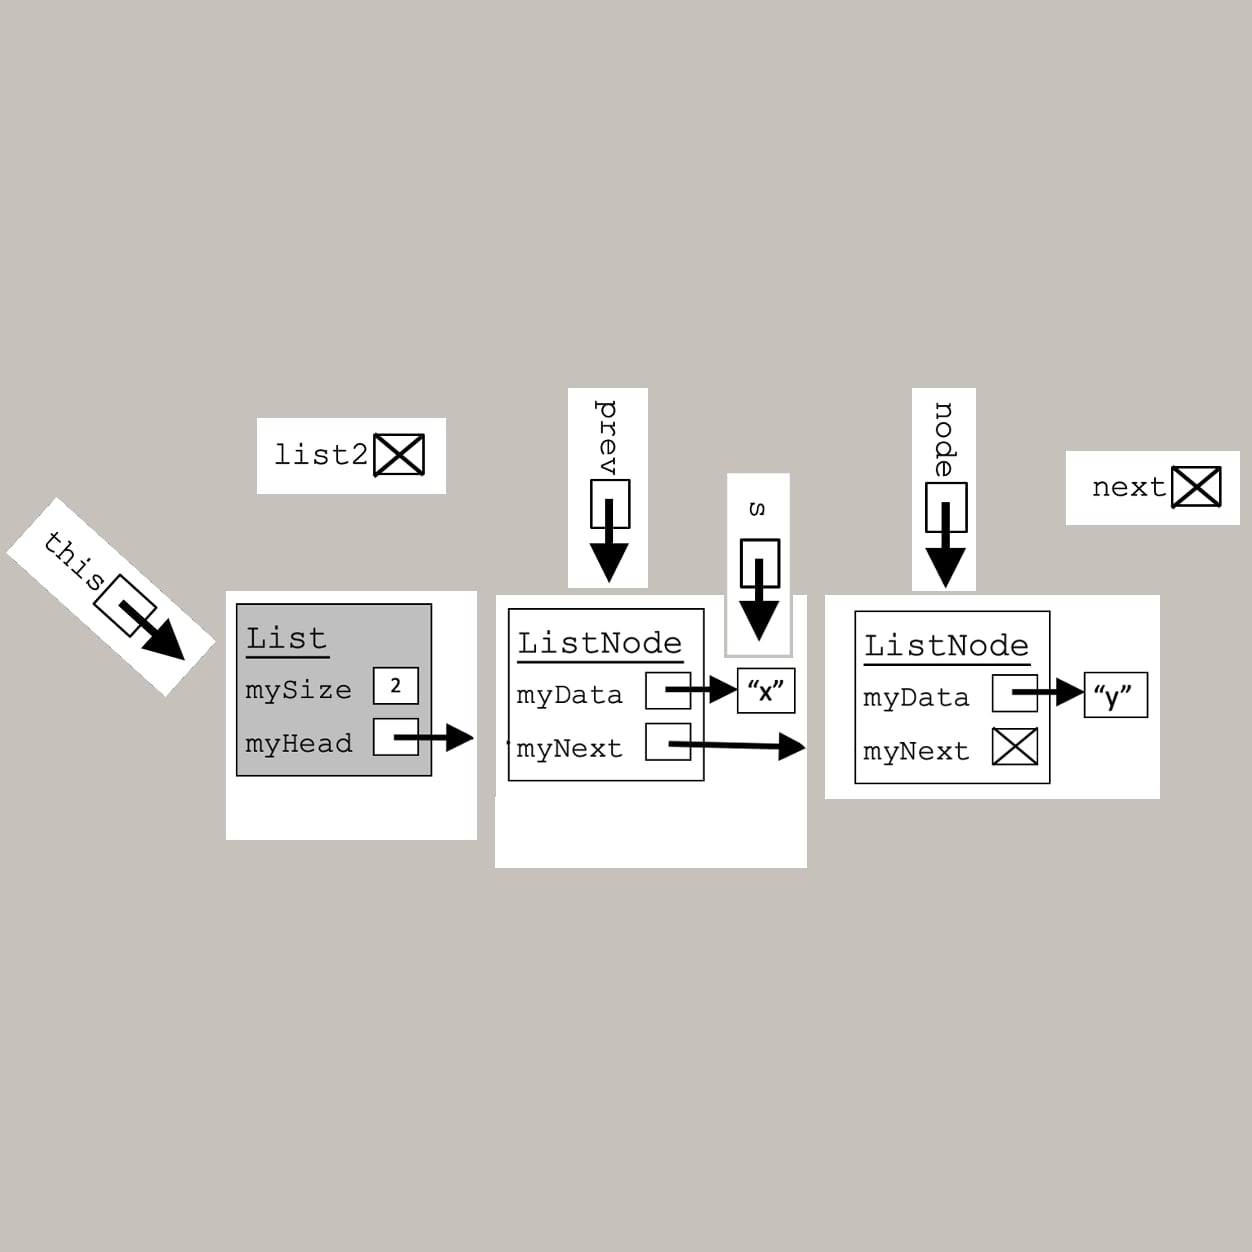 list2
prev
node
next
s
this
List
mySize 2
myHead
ListNode
myData “x”
myNext
ListNode
myData “y”
myNext